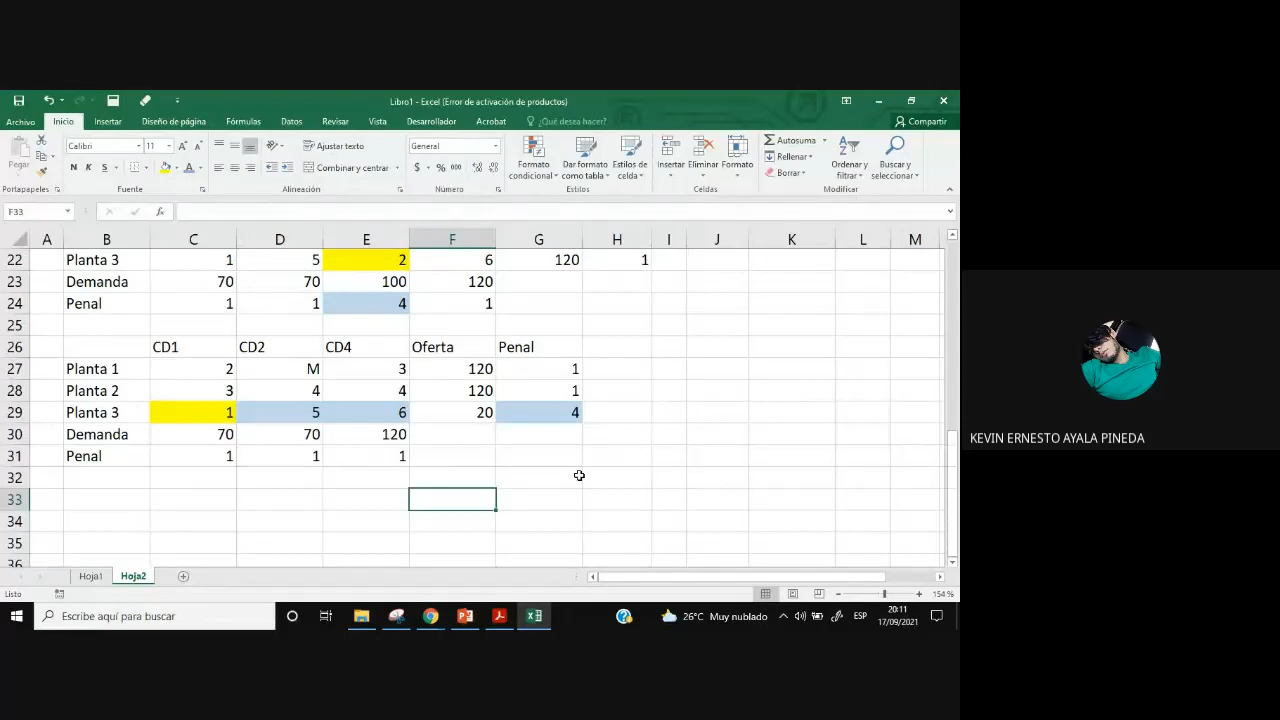 Libro1 - Excel (Error de activación de productos)
Archivo Inicio Insertar Diseño de página Fórmulas Datos Revisar Vista Desarrollador Acrobat ¿Qué desea hacer? Compartir
Pegar
Calibri 11
N K S
Ajustar texto
Combinar y centrar
General
$ % 000
Formato condicional
Dar formato como tabla
Estilos de celda
Insertar
Eliminar
Formato
Autosuma
Rellenar
Borrar
Ordenar y filtrar
Buscar y seleccionar
Portapapeles Fuente Alineación Número Estilos Celdas Modificar
F33 fx
A B C D E F G H I J K L M
22 Planta 3 1 5 2 6 120 1
23 Demanda 70 70 100 120
24 Penal 1 1 4 1
25
26 CD1 CD2 CD4 Oferta Penal
27 Planta 1 2 M 3 120 1
28 Planta 2 3 4 4 120 1
29 Planta 3 1 5 6 20 4
30 Demanda 70 70 120
31 Penal 1 1 1
32
33
34
35
36
Hoja1 Hoja2
Listo 154 %
Escribe aquí para buscar
26°C Muy nublado
ESP
20:11
17/09/2021
KEVIN ERNESTO AYALA PINEDA